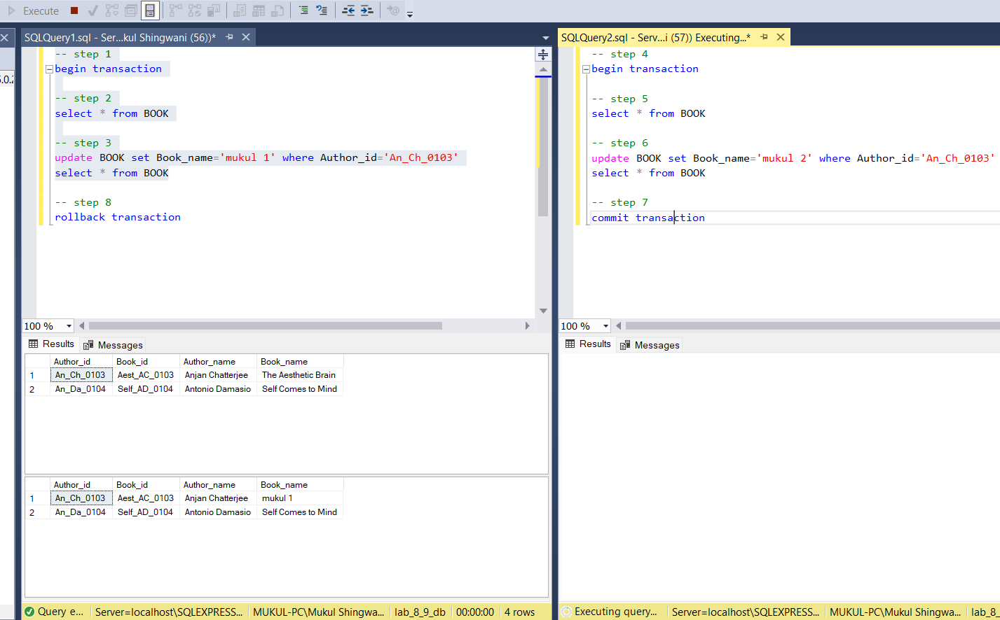 Execute
SQLQuery1.sql - Ser...kul Shingwani (56))*
-- step 1
begin transaction
-- step 2
select * from BOOK
-- step 3
update BOOK set Book_name='mukul 1' where Author_id='An_Ch_0103'
select * from BOOK
-- step 8
rollback transaction
100 %
Results Messages
Author_id Book_id Author_name Book_name
1 An_Ch_0103 Aest_AC_0103 Anjan Chatterjee The Aesthetic Brain
2 An_Da_0104 Self_AD_0104 Antonio Damasio Self Comes to Mind
Author_id Book_id Author_name Book_name
1 An_Ch_0103 Aest_AC_0103 Anjan Chatterjee mukul 1
2 An_Da_0104 Self_AD_0104 Antonio Damasio Self Comes to Mind
Query e... Server=localhost\SQLEXPRESS... MUKUL-PC\Mukul Shingwa... lab_8_9_db 00:00:00 4 rows
SQLQuery2.sql - Serv...i (57)) Executing...*
-- step 4
begin transaction
-- step 5
select * from BOOK
-- step 6
update BOOK set Book_name='mukul 2' where Author_id='An_Ch_0103'
select * from BOOK
-- step 7
commit transaction
100 %
Results Messages
Executing query... Server=localhost\SQLEXPRESS... MUKUL-PC\Mukul Shingwa... lab_8_